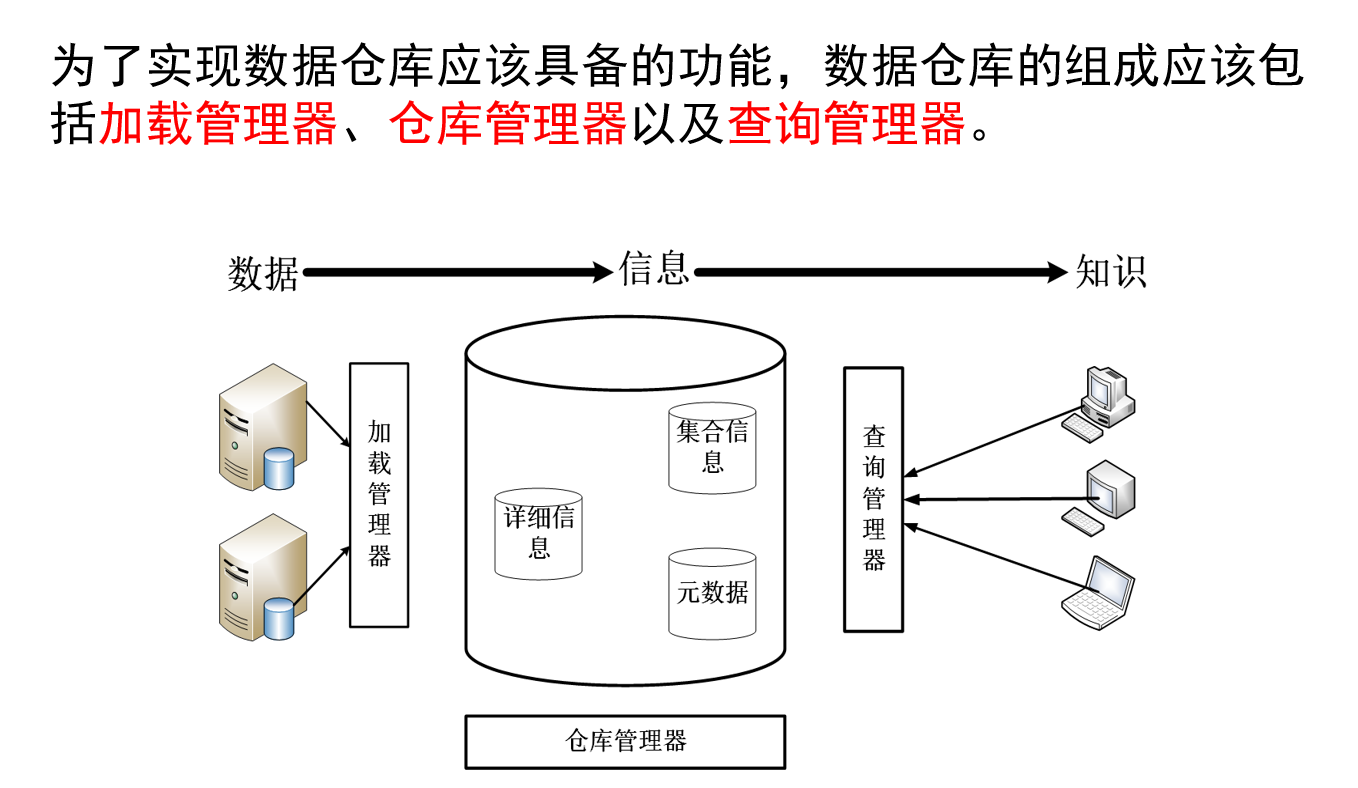 为了实现数据仓库应该具备的功能，数据仓库的组成应该包
括加载管理器、仓库管理器以及查询管理器。
数据
信息
知识
加载管理器
详细信
息
集合信
息
元数据
查询管理器
仓库管理器